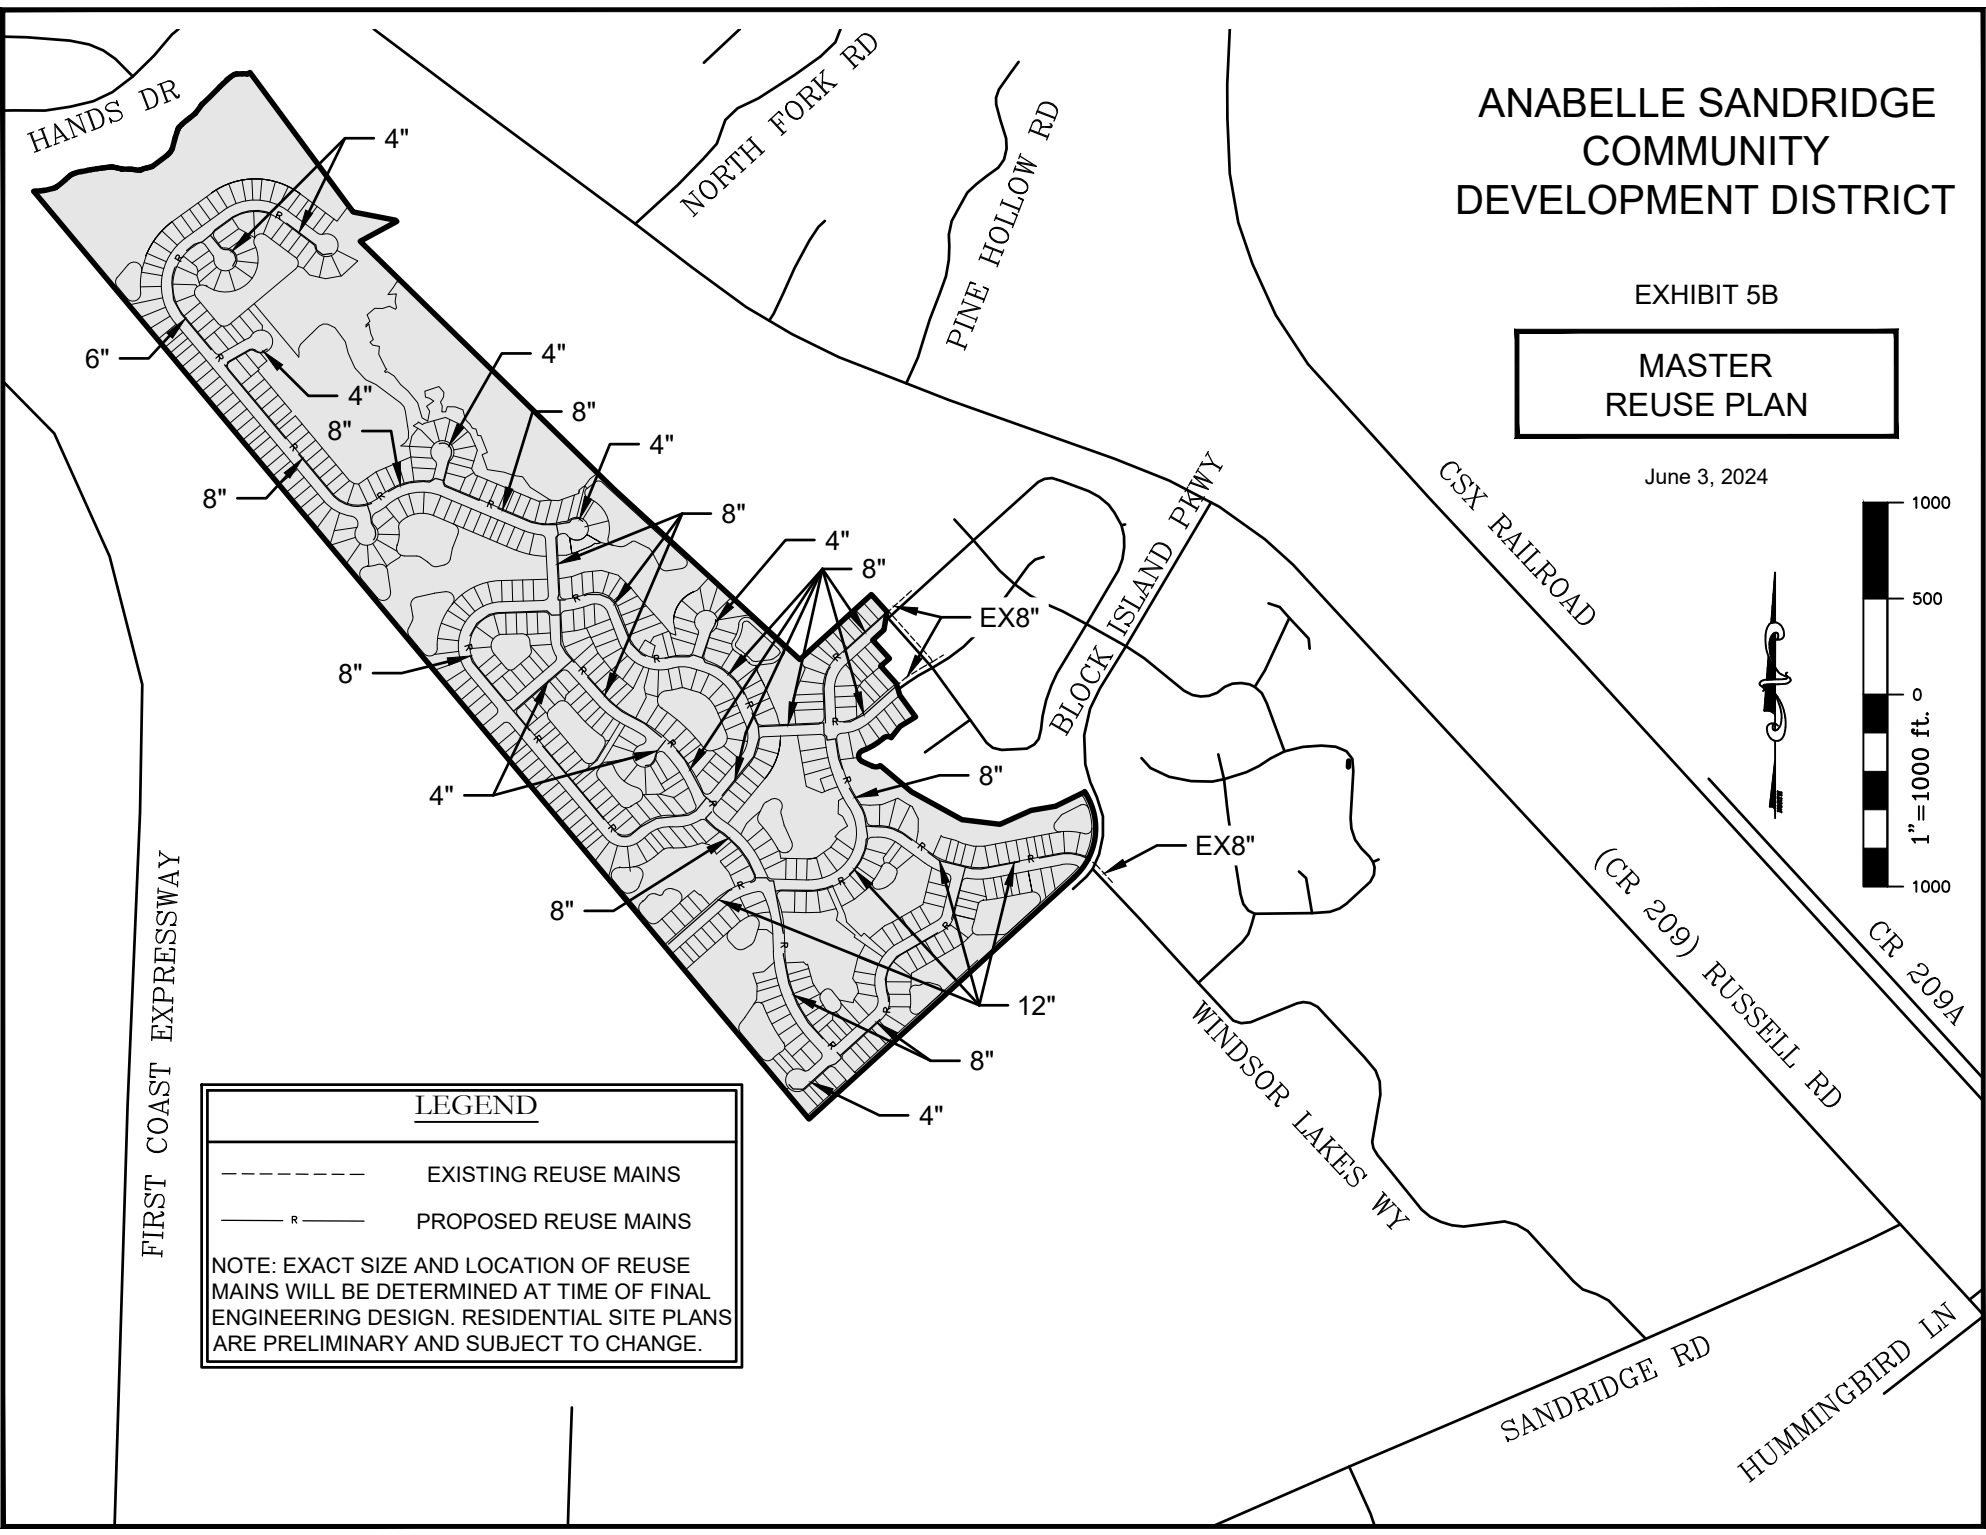 ANABELLE SANDRIDGE
COMMUNITY
DEVELOPMENT DISTRICT
EXHIBIT 5B
MASTER
REUSE PLAN
June 3, 2024
HANDS DR
NORTH FORK RD
PINE HOLLOW RD
4"
6"
4"
4"
8"
8"
4"
8"
8"
4"
8"
EX8"
8"
4"
8"
EX8"
8"
12"
8"
4"
BLOCK ISLAND PKWY
CSX RAILROAD
(CR 209) RUSSELL RD
CR 209A
WINDSOR LAKES WY
SANDRIDGE RD
HUMMINGBIRD LN
FIRST COAST EXPRESSWAY
1000
500
0
1"=1000 ft.
1000
LEGEND
EXISTING REUSE MAINS
R
PROPOSED REUSE MAINS
NOTE: EXACT SIZE AND LOCATION OF REUSE
MAINS WILL BE DETERMINED AT TIME OF FINAL
ENGINEERING DESIGN. RESIDENTIAL SITE PLANS
ARE PRELIMINARY AND SUBJECT TO CHANGE.